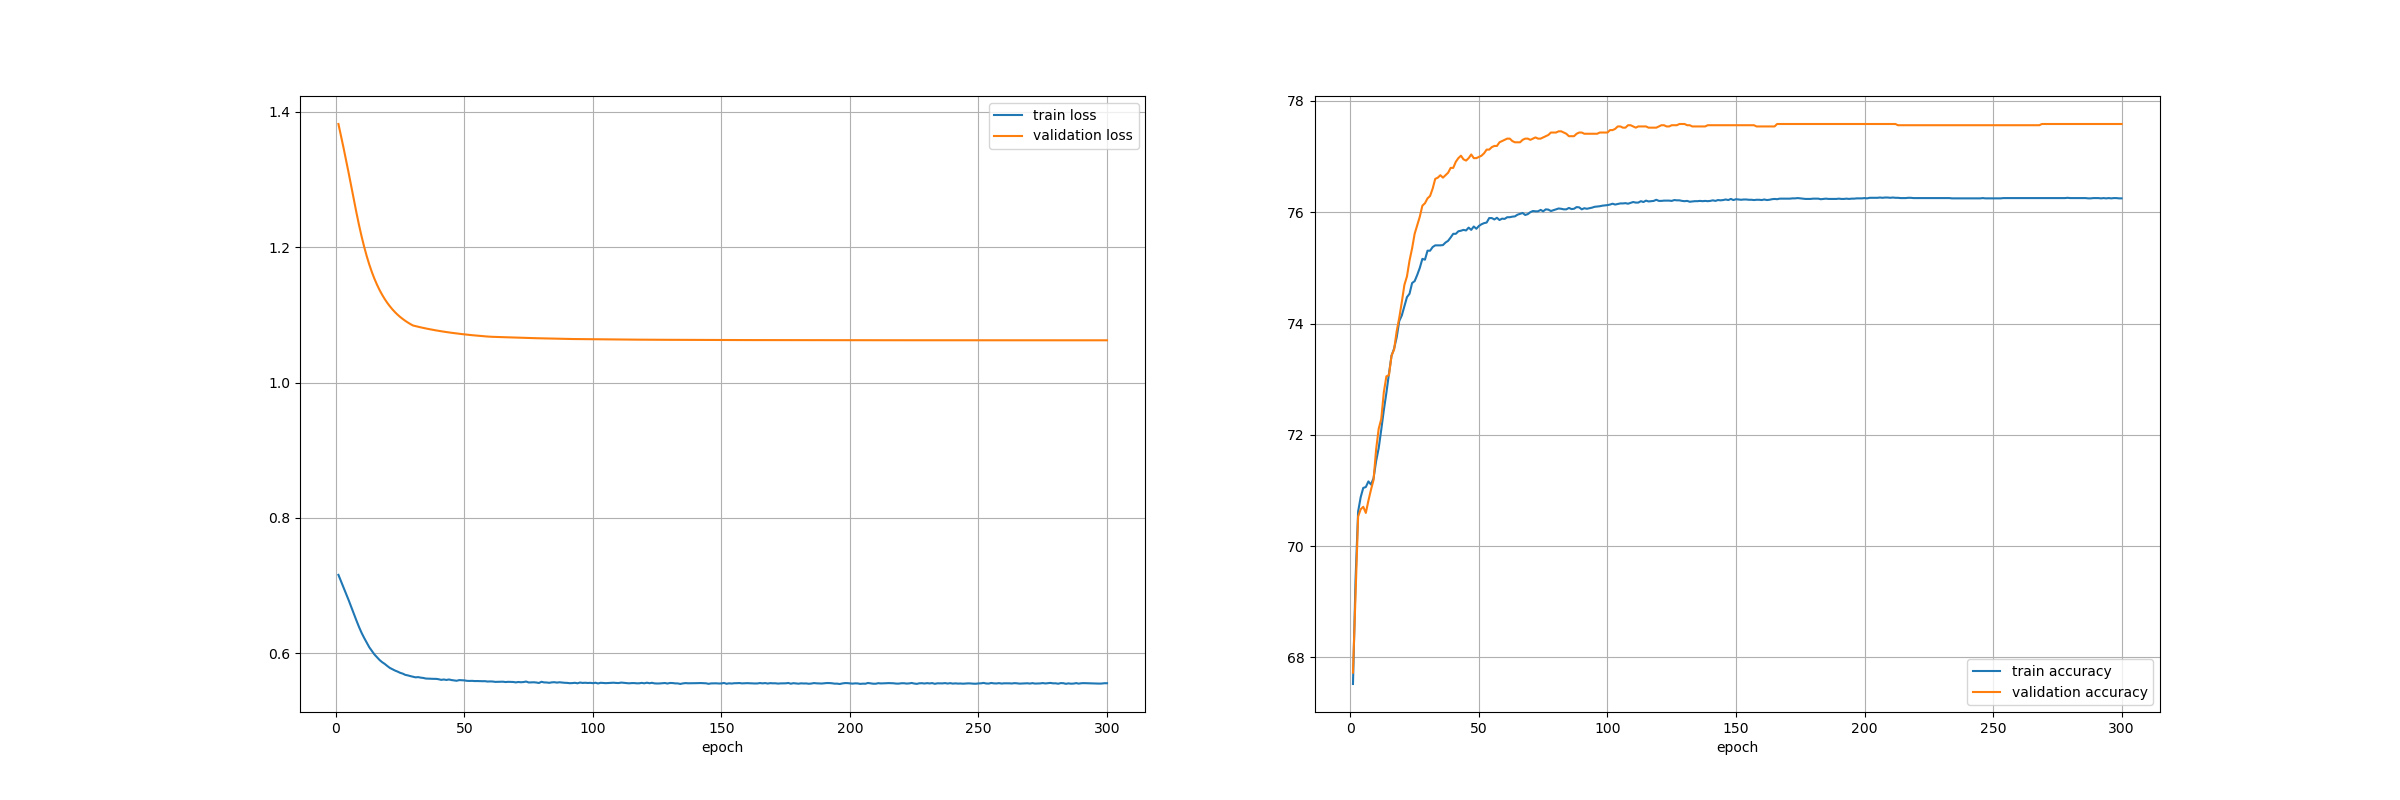 1.4
1.2
1.0
0.8
0.6
0 50 100 150 200 250 300
epoch
train loss
validation loss
78
76
74
72
70
68
0 50 100 150 200 250 300
epoch
train accuracy
validation accuracy